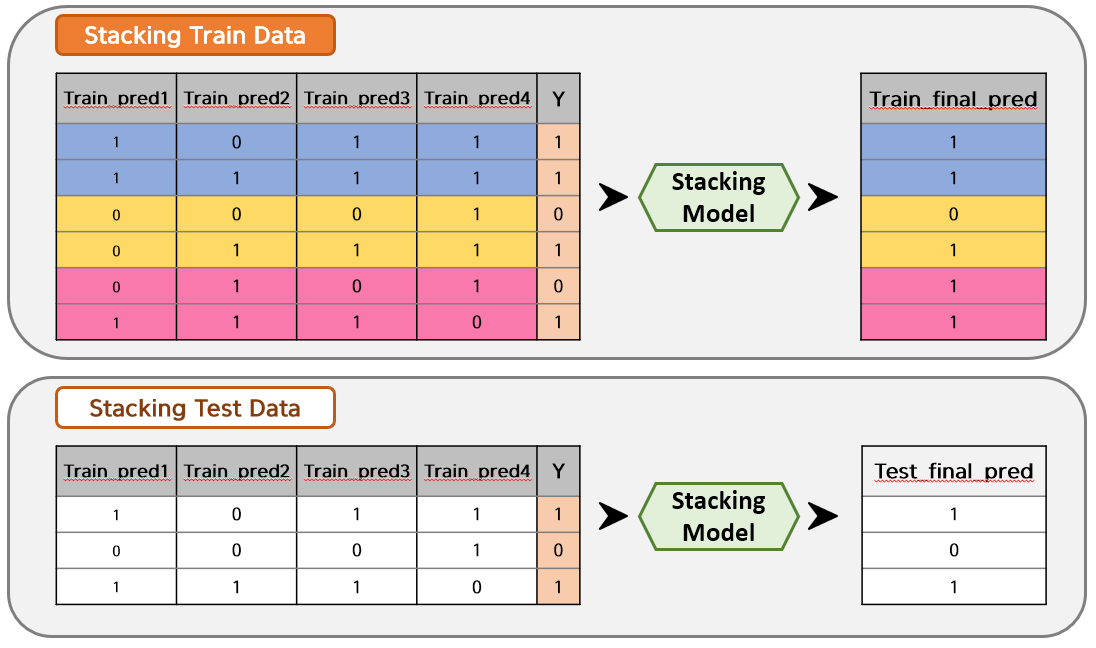 Stacking Train Data
Train_pred1 Train_pred2 Train_pred3 Train_pred4 Y
1 0 1 1 1
1 1 1 1 1
0 0 0 1 0
0 1 1 1 1
0 1 0 1 0
1 1 1 0 1
Stacking
Model
Train_final_pred
1
1
0
1
1
1
Stacking Test Data
Train_pred1 Train_pred2 Train_pred3 Train_pred4 Y
1 0 1 1 1
0 0 0 1 0
1 1 1 0 1
Stacking
Model
Test_final_pred
1
0
1